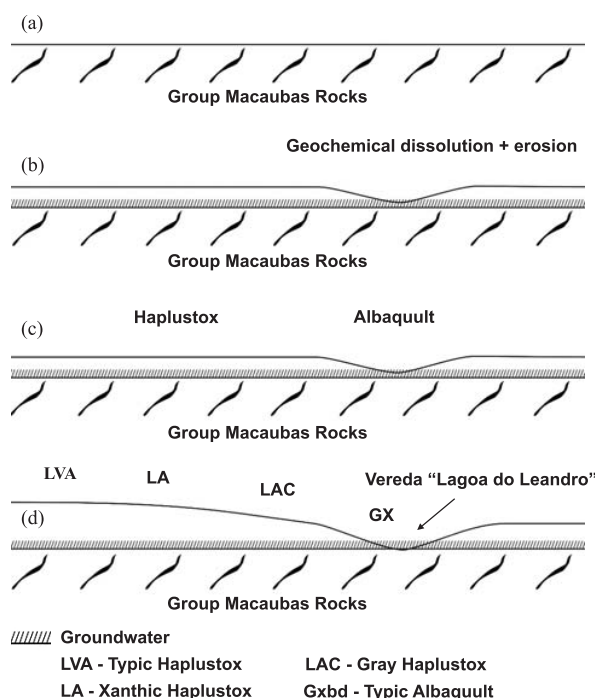 (a)
Group Macaubas Rocks
Geochemical dissolution + erosion
(b)
Group Macaubas Rocks
(c)
Haplustox Albaquult
Group Macaubas Rocks
LVA LA LAC Vereda “Lagoa do Leandro”
GX
(d)
Group Macaubas Rocks
Groundwater
LVA - Typic Haplustox LAC - Gray Haplustox
LA - Xanthic Haplustox Gxbd - Typic Albaquult